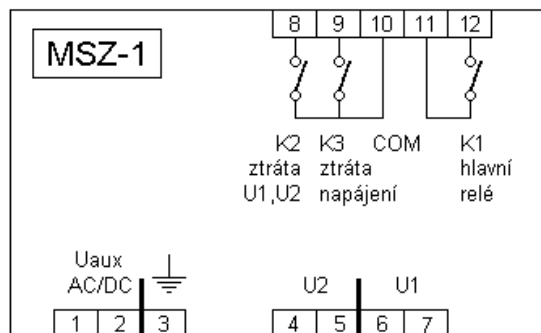 8 9 10 11 12
MSZ-1
K2 K3 COM K1
ztráta ztráta hlavní
U1,U2 napájení relé
Uaux
AC/DC U2 U1
1 2 3 4 5 6 7